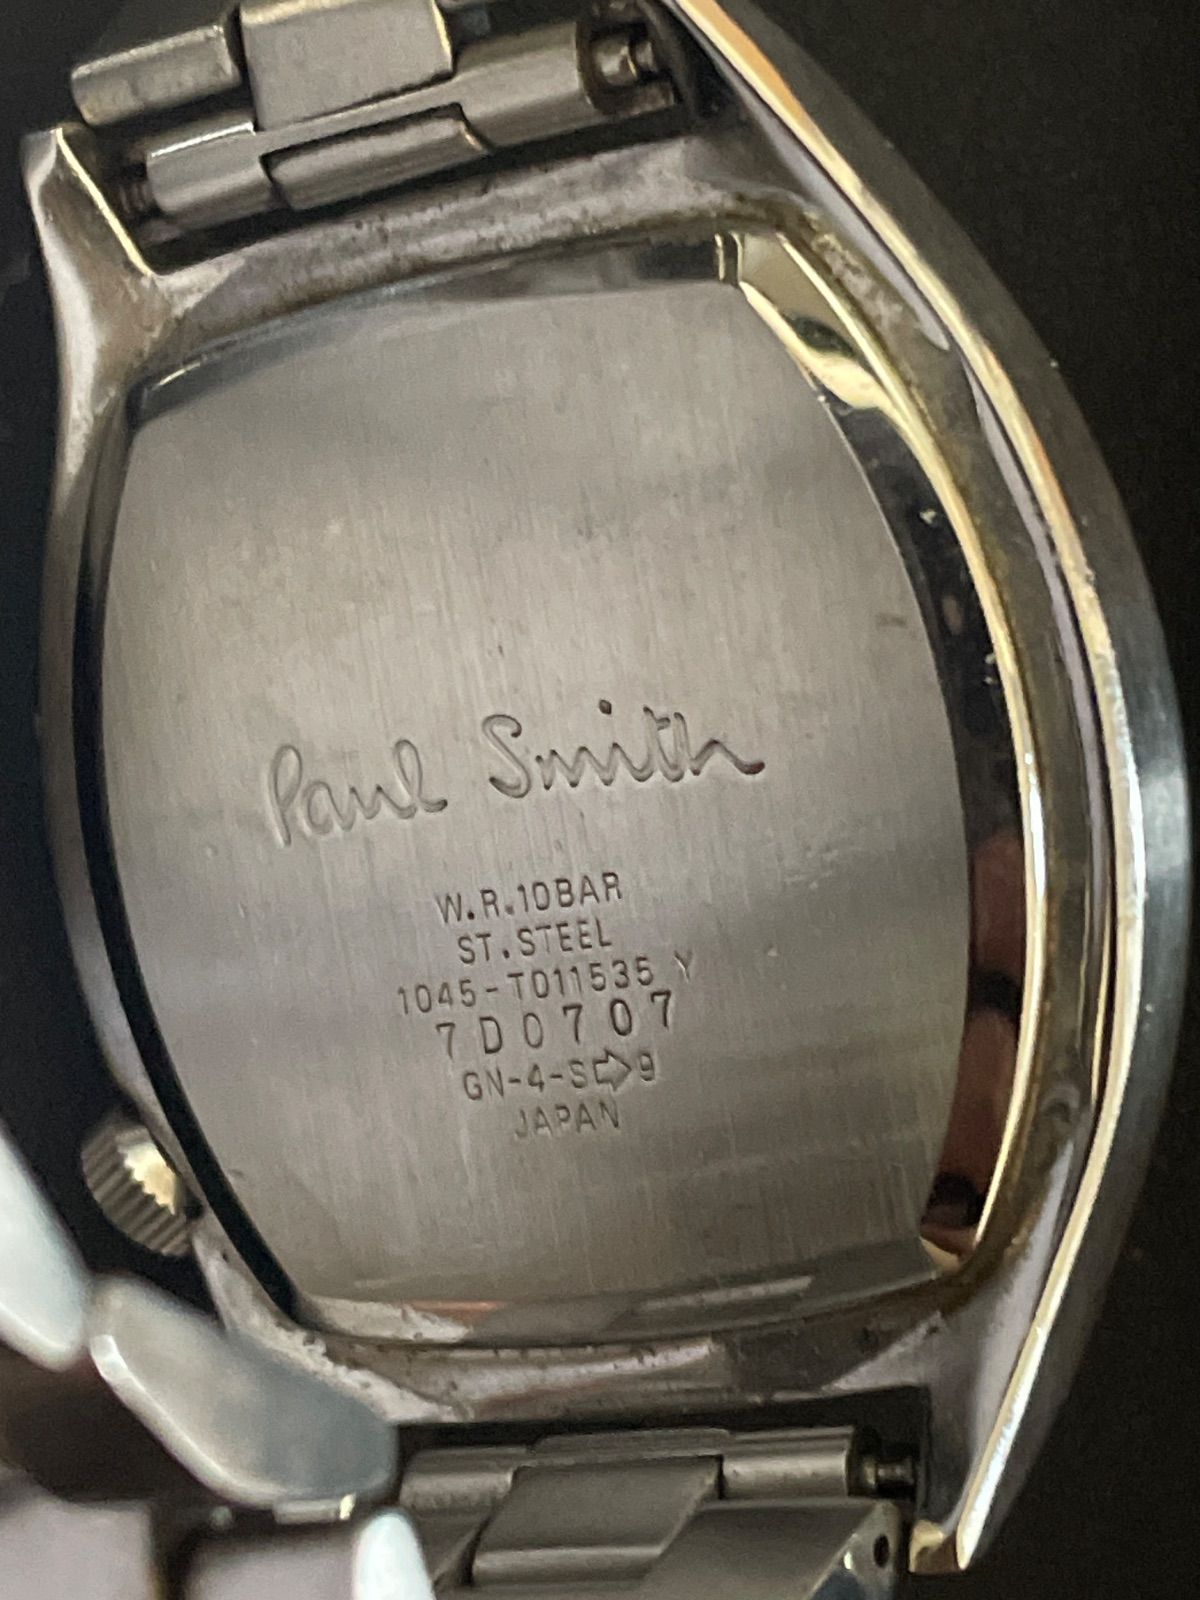 Paul Smith
W.R.10BAR
ST.STEEL
1045-T011535 Y
7D0707
GN-4-S⇨9
JAPAN